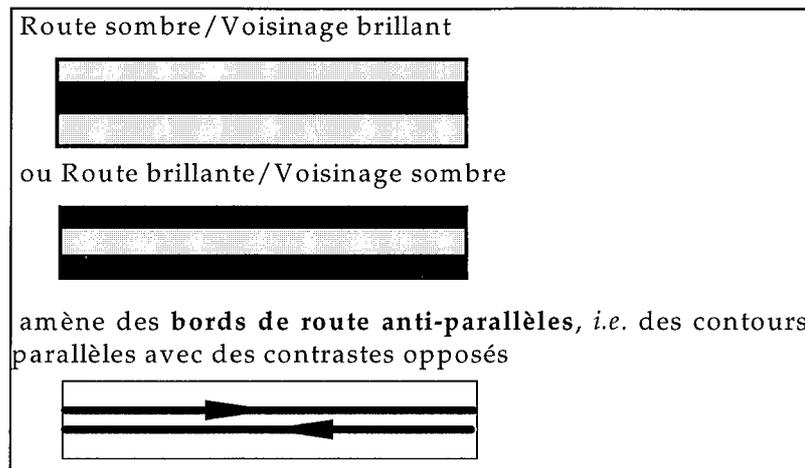 Route sombre/Voisinage brillant
ou Route brillante/Voisinage sombre
amène des bords de route anti-parallèles, i.e. des contours
parallèles avec des contrastes opposés